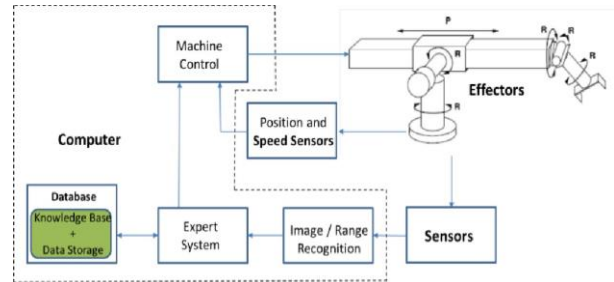 Machine
Control
P
R
R
R
R
R
R
Effectors
Position and
Speed Sensors
Computer
Database
Knowledge Base
+
Data Storage
Expert
System
Image / Range
Recognition
Sensors